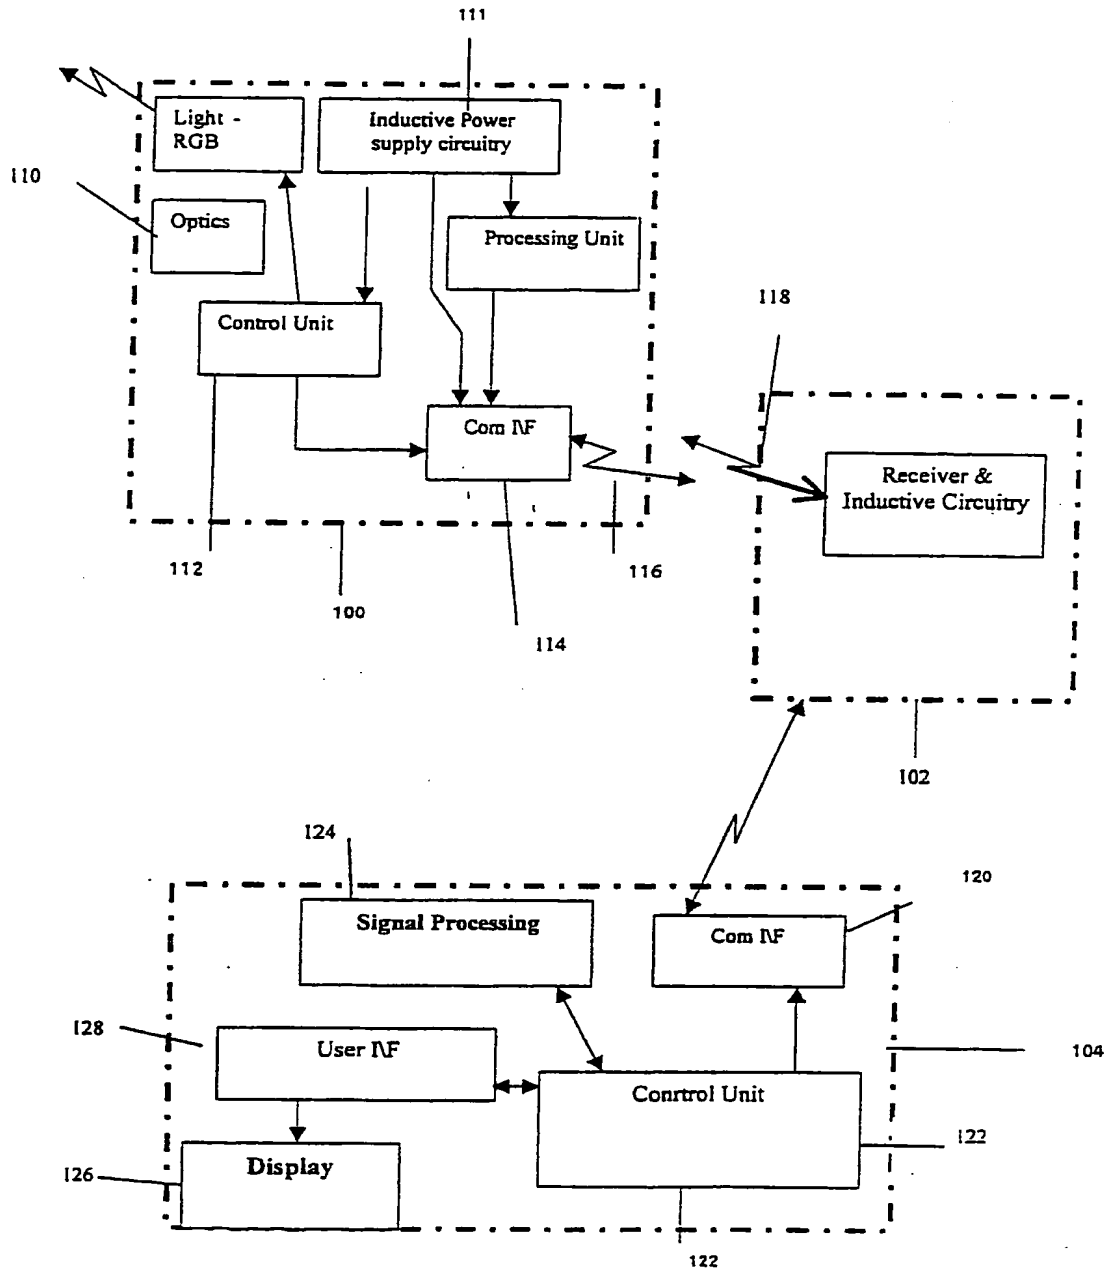 111
Light -
RGB
Inductive Power
supply circuitry
110
Optics
Processing Unit
118
Control Unit
Com I\F
Receiver &
Inductive Circuitry
112
116
100
114
102
124
120
Signal Processing
Com I\F
128
User I\F
104
Conrtrol Unit
122
Display
126
122